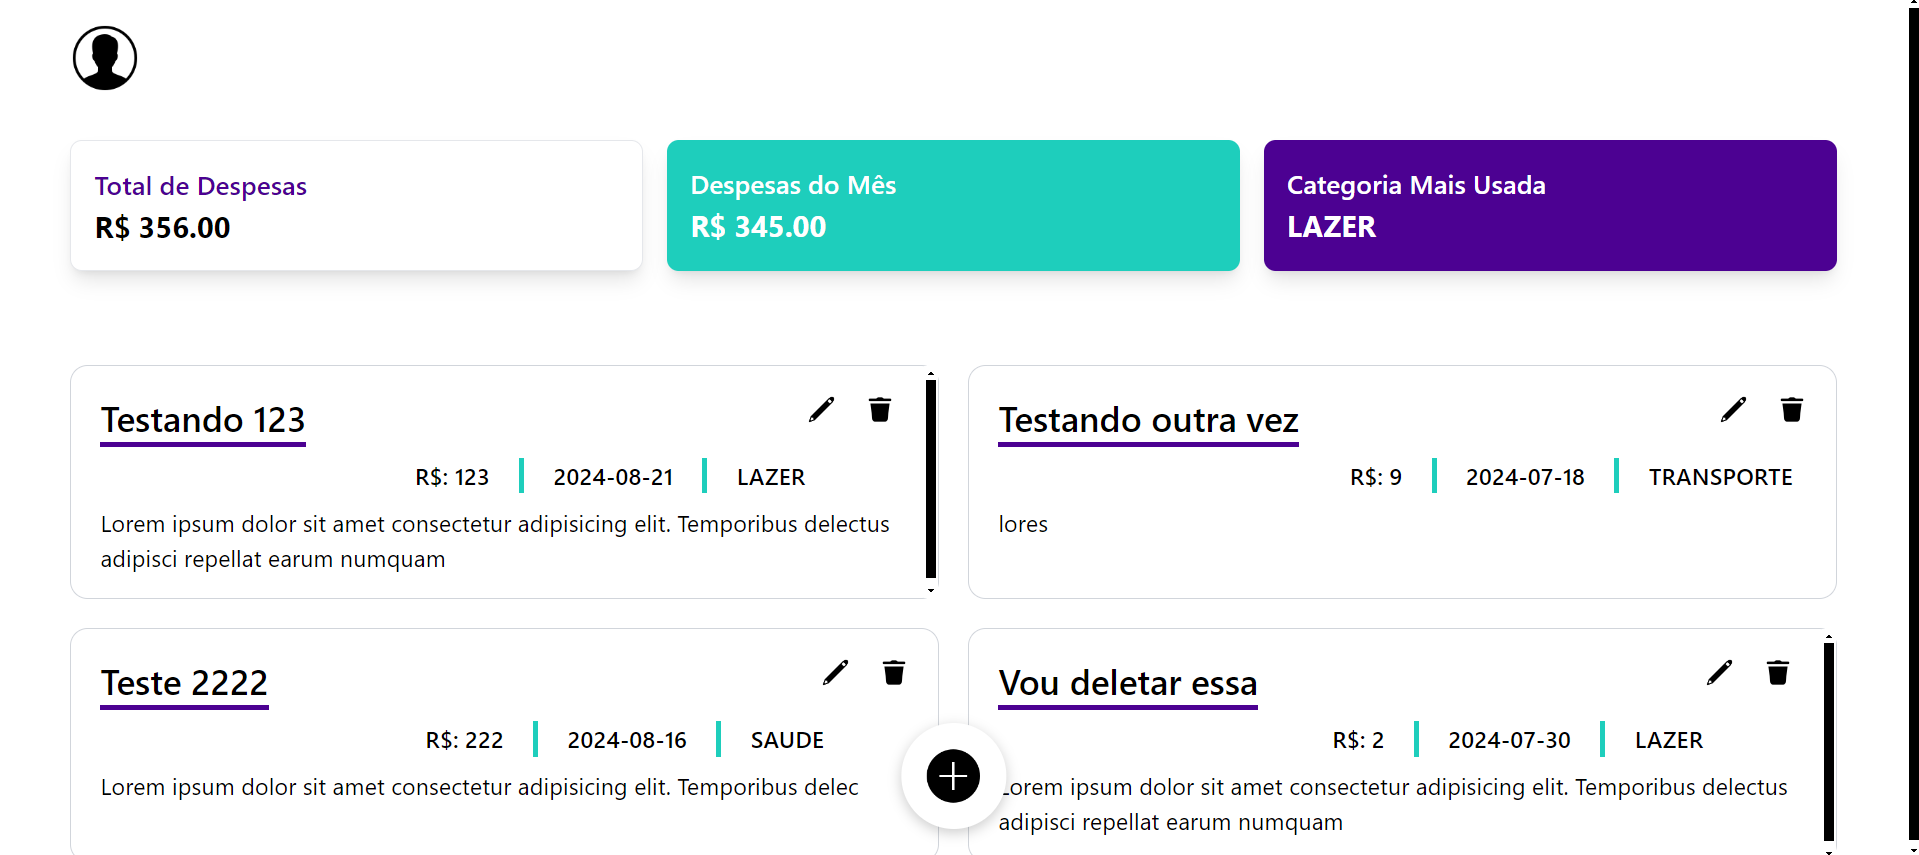 Total de Despesas
R$ 356.00
Despesas do Mês
R$ 345.00
Categoria Mais Usada
LAZER
Testando 123
R$: 123 2024-08-21 LAZER
Lorem ipsum dolor sit amet consectetur adipisicing elit. Temporibus delectus
adipisci repellat earum numquam
Testando outra vez
R$: 9 2024-07-18 TRANSPORTE
lores
Teste 2222
R$: 222 2024-08-16 SAUDE
Lorem ipsum dolor sit amet consectetur adipisicing elit. Temporibus delec
Vou deletar essa
R$: 2 2024-07-30 LAZER
Lorem ipsum dolor sit amet consectetur adipisicing elit. Temporibus delectus
adipisci repellat earum numquam